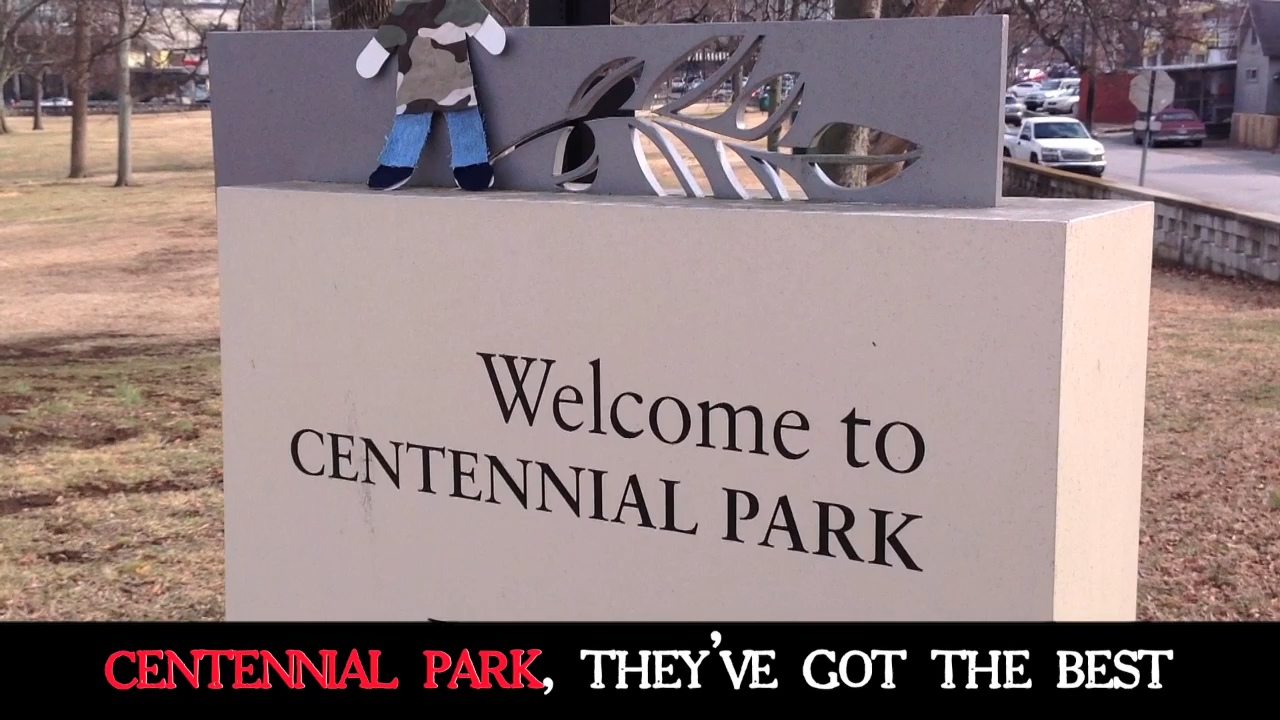 Welcome to
CENTENNIAL PARK
CENTENNIAL PARK, THEY'VE GOT THE BEST